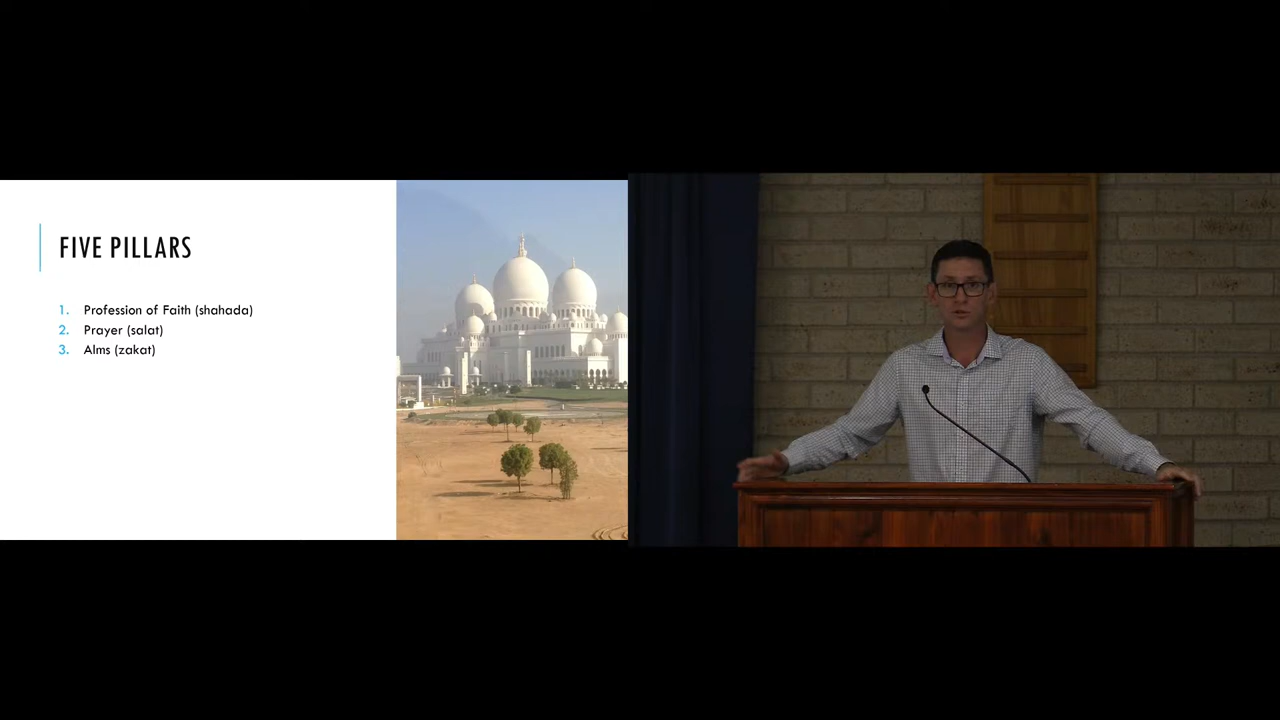 FIVE PILLARS
1. Profession of Faith (shahada)
2. Prayer (salat)
3. Alms (zakat)